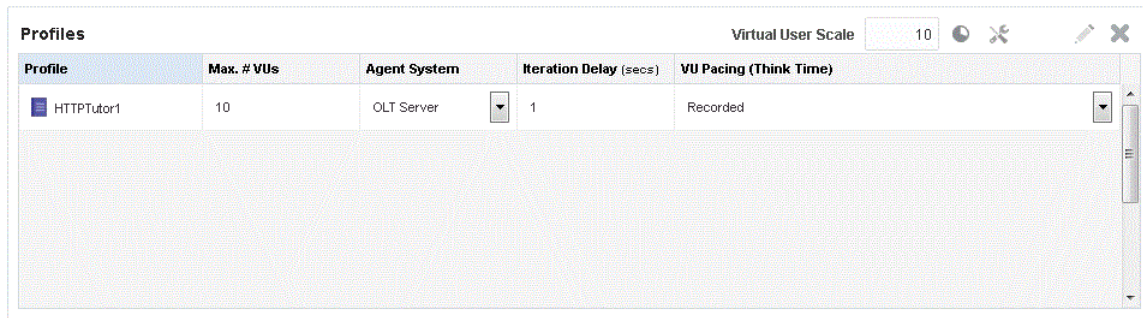 Profiles Virtual User Scale 10
Profile Max. # VUs Agent System Iteration Delay (secs) VU Pacing (Think Time)
HTTPTutor1 10 OLT Server 1 Recorded